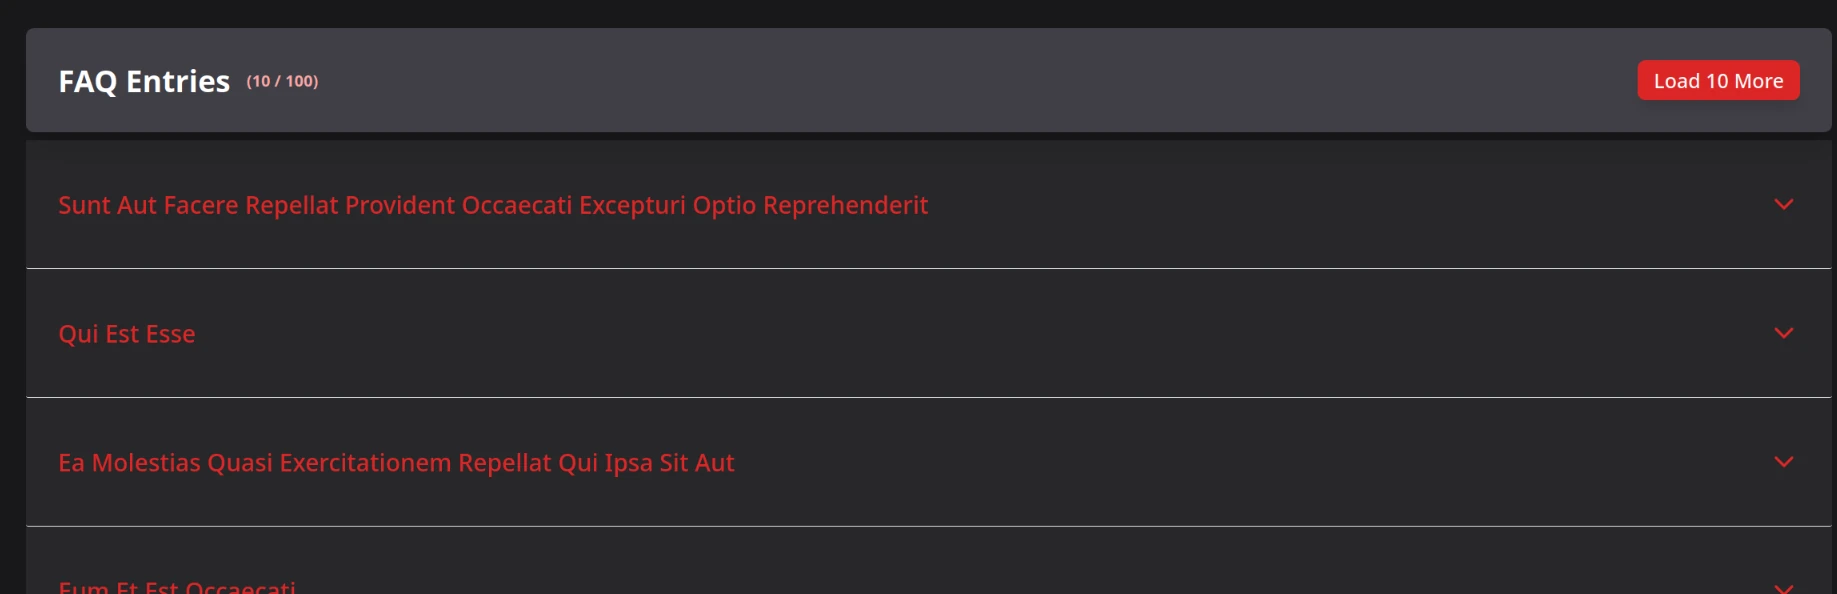 FAQ Entries (10 / 100)
Load 10 More
Sunt Aut Facere Repellat Provident Occaecati Excepturi Optio Reprehenderit
Qui Est Esse
Ea Molestias Quasi Exercitationem Repellat Qui Ipsa Sit Aut
Eum Et Est Occaecati